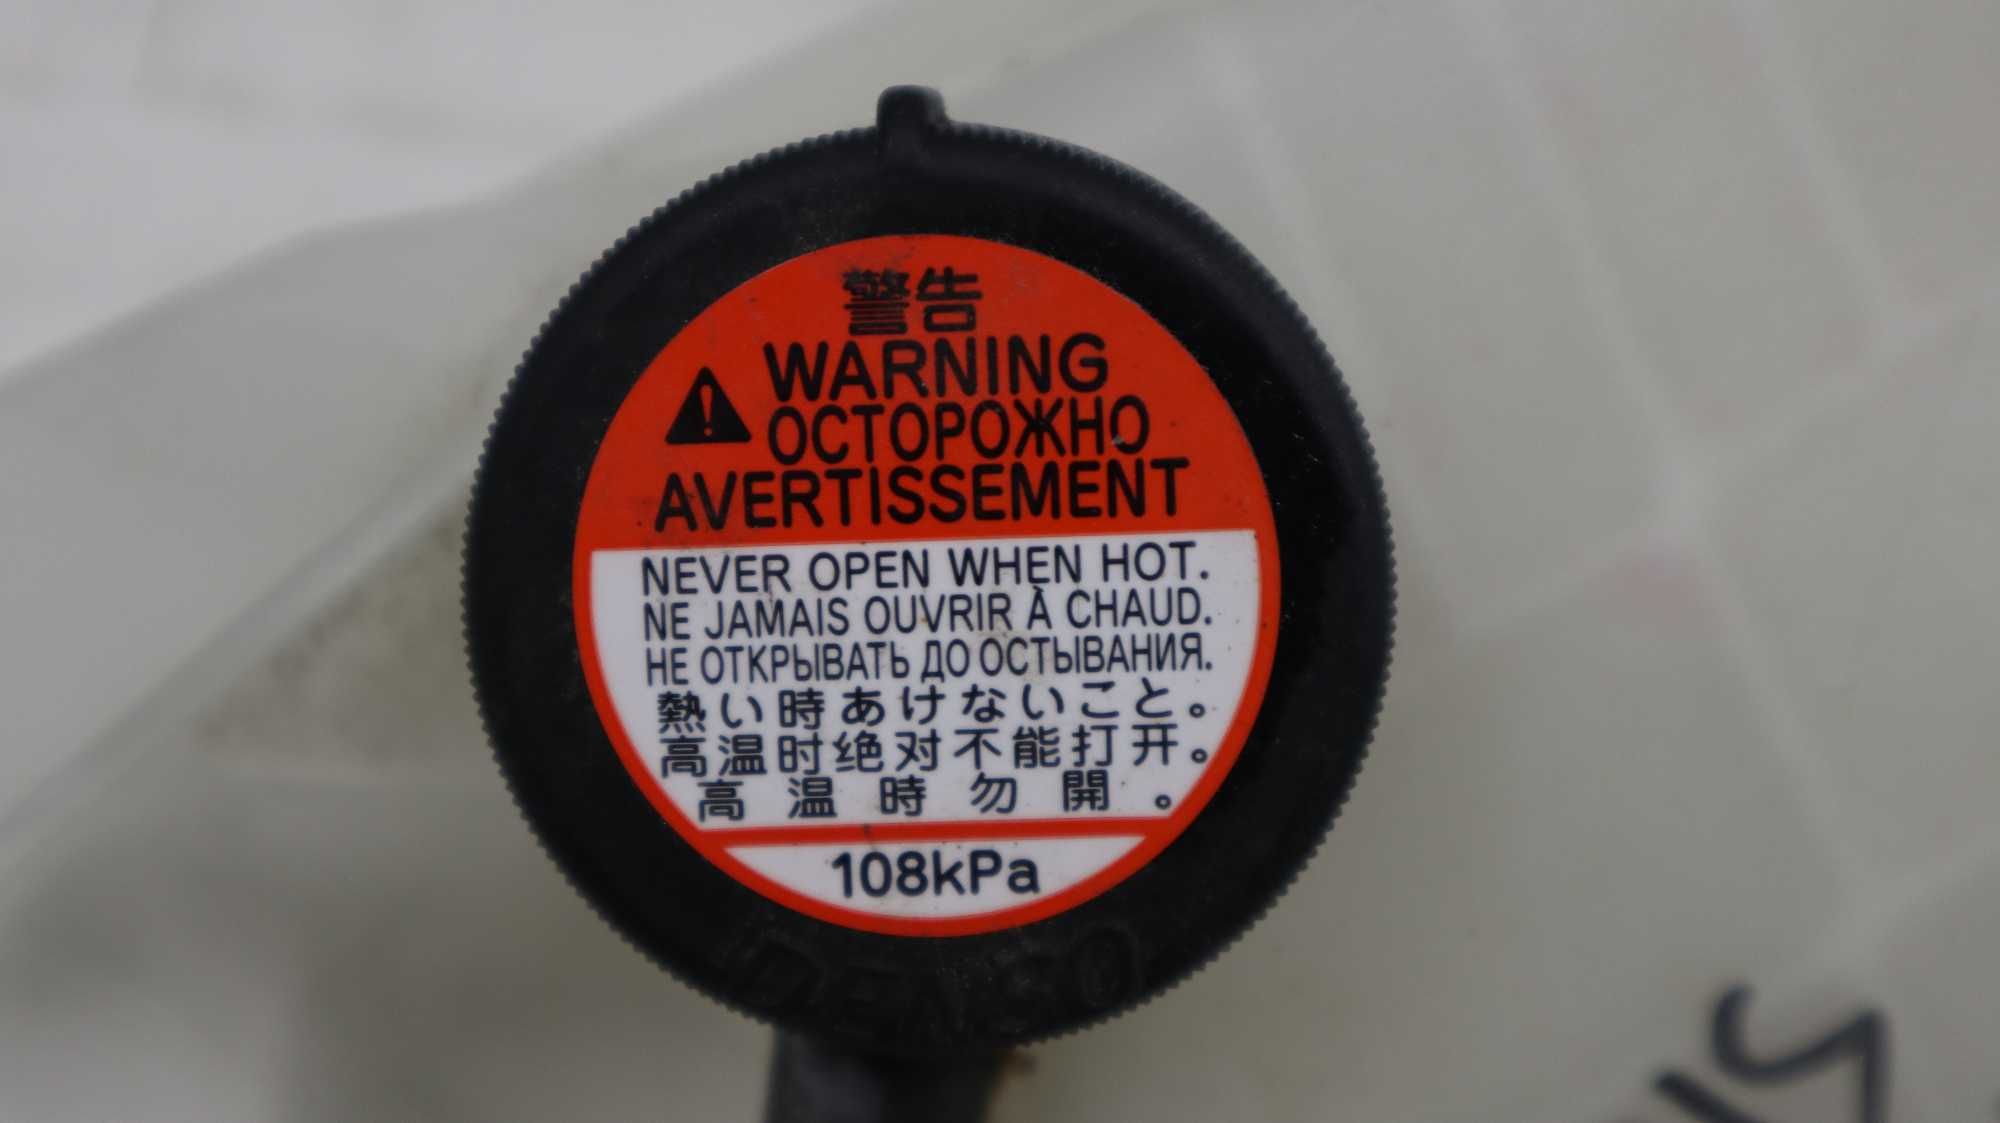 警告
WARNING
ОСТОРОЖНО
AVERTISSEMENT
NEVER OPEN WHEN HOT.
NE JAMAIS OUVRIR À CHAUD.
НЕ ОТКРЫВАТЬ ДО ОСТЫВАНИЯ.
熱い時あけないこと。
高温时绝对不能打开。
高温時勿開。
108kPa
DENSO